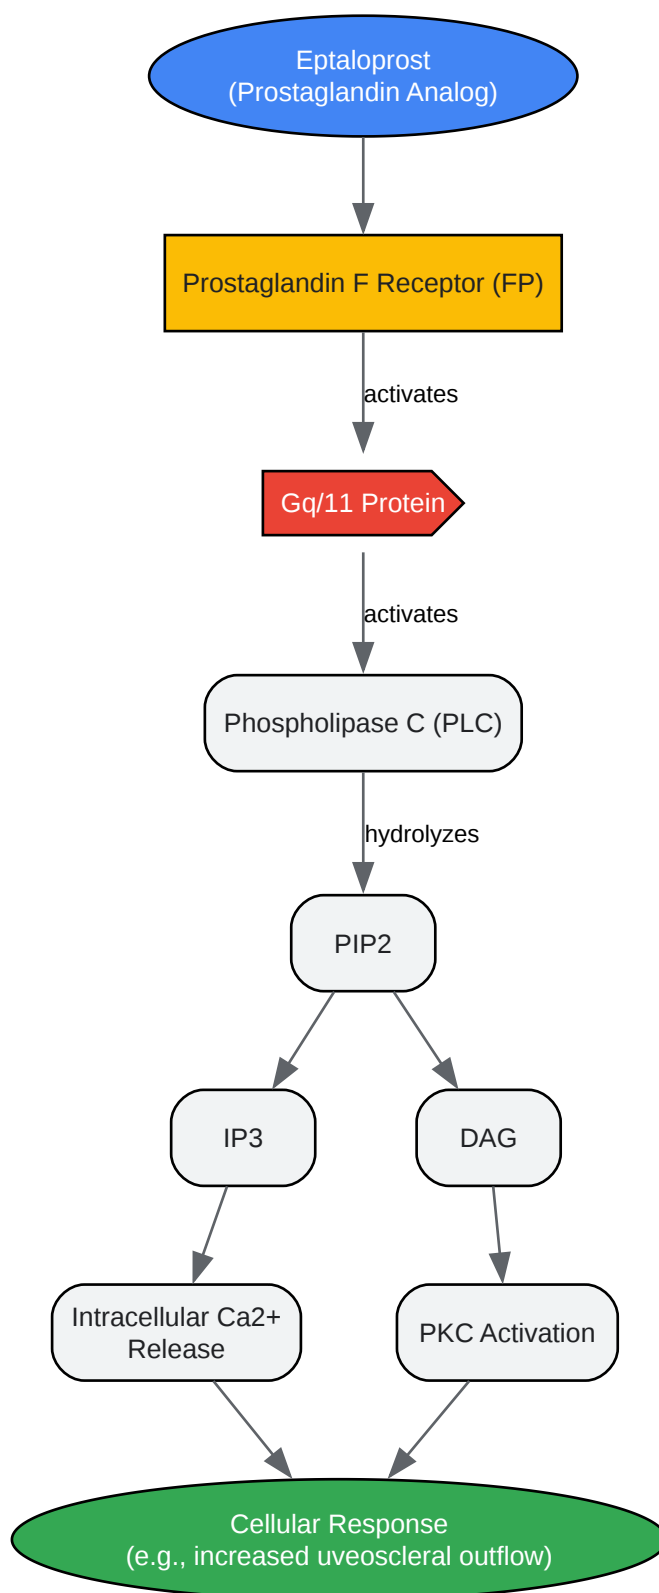 Eptaloprost
(Prostaglandin Analog)
Prostaglandin F Receptor (FP)
activates
Gq/11 Protein
activates
Phospholipase C (PLC)
hydrolyzes
PIP2
IP3
DAG
Intracellular Ca2+
Release
PKC Activation
Cellular Response
(e.g., increased uveoscleral outflow)